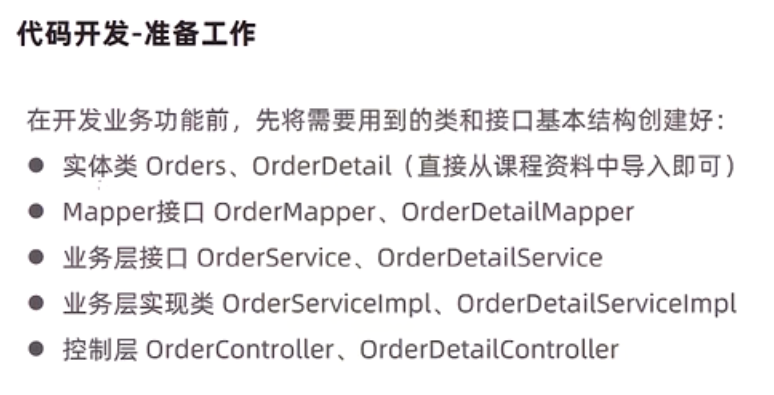 代码开发-准备工作
在开发业务功能前，先将需要用到的类和接口基本结构创建好：
● 实体类 Orders、OrderDetail（直接从课程资料中导入即可）
● Mapper接口 OrderMapper、OrderDetailMapper
● 业务层接口 OrderService、OrderDetailService
● 业务层实现类 OrderServiceImpl、OrderDetailServiceImpl
● 控制层 OrderController、OrderDetailController